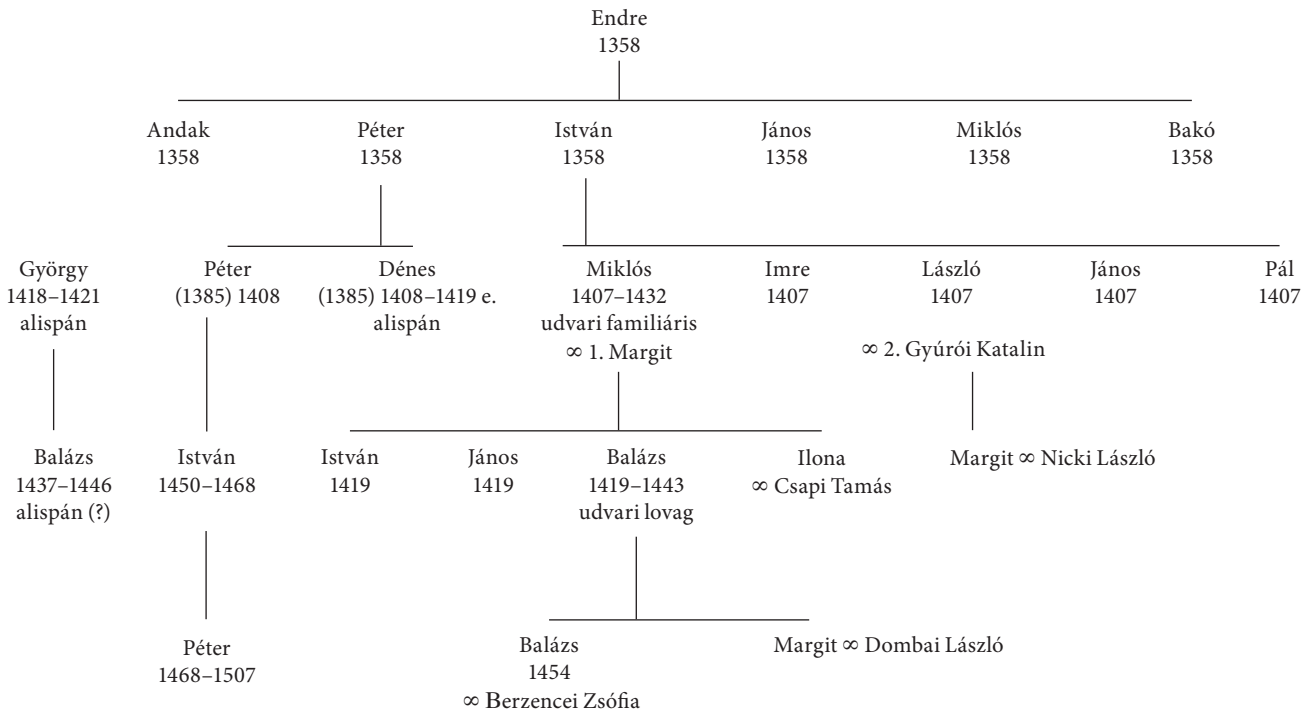 Endre
1358
Andak Péter István János Miklós Bakó
1358 1358 1358 1358 1358 1358
György Péter Dénes Miklós Imre László János Pál
1418–1421 (1385) 1408 (1385) 1408–1419 e. 1407–1432 1407 1407 1407 1407
alispán alispán udvari familiáris
∞ 1. Margit ∞ 2. Gyúrói Katalin
Balázs István István János Balázs Ilona Margit ∞ Nicki László
1437–1446 1450–1468 1419 1419 1419–1443 ∞ Csapi Tamás
alispán (?) udvari lovag
Péter Balázs Margit ∞ Dombai László
1468–1507 1454
∞ Berzencei Zsófia